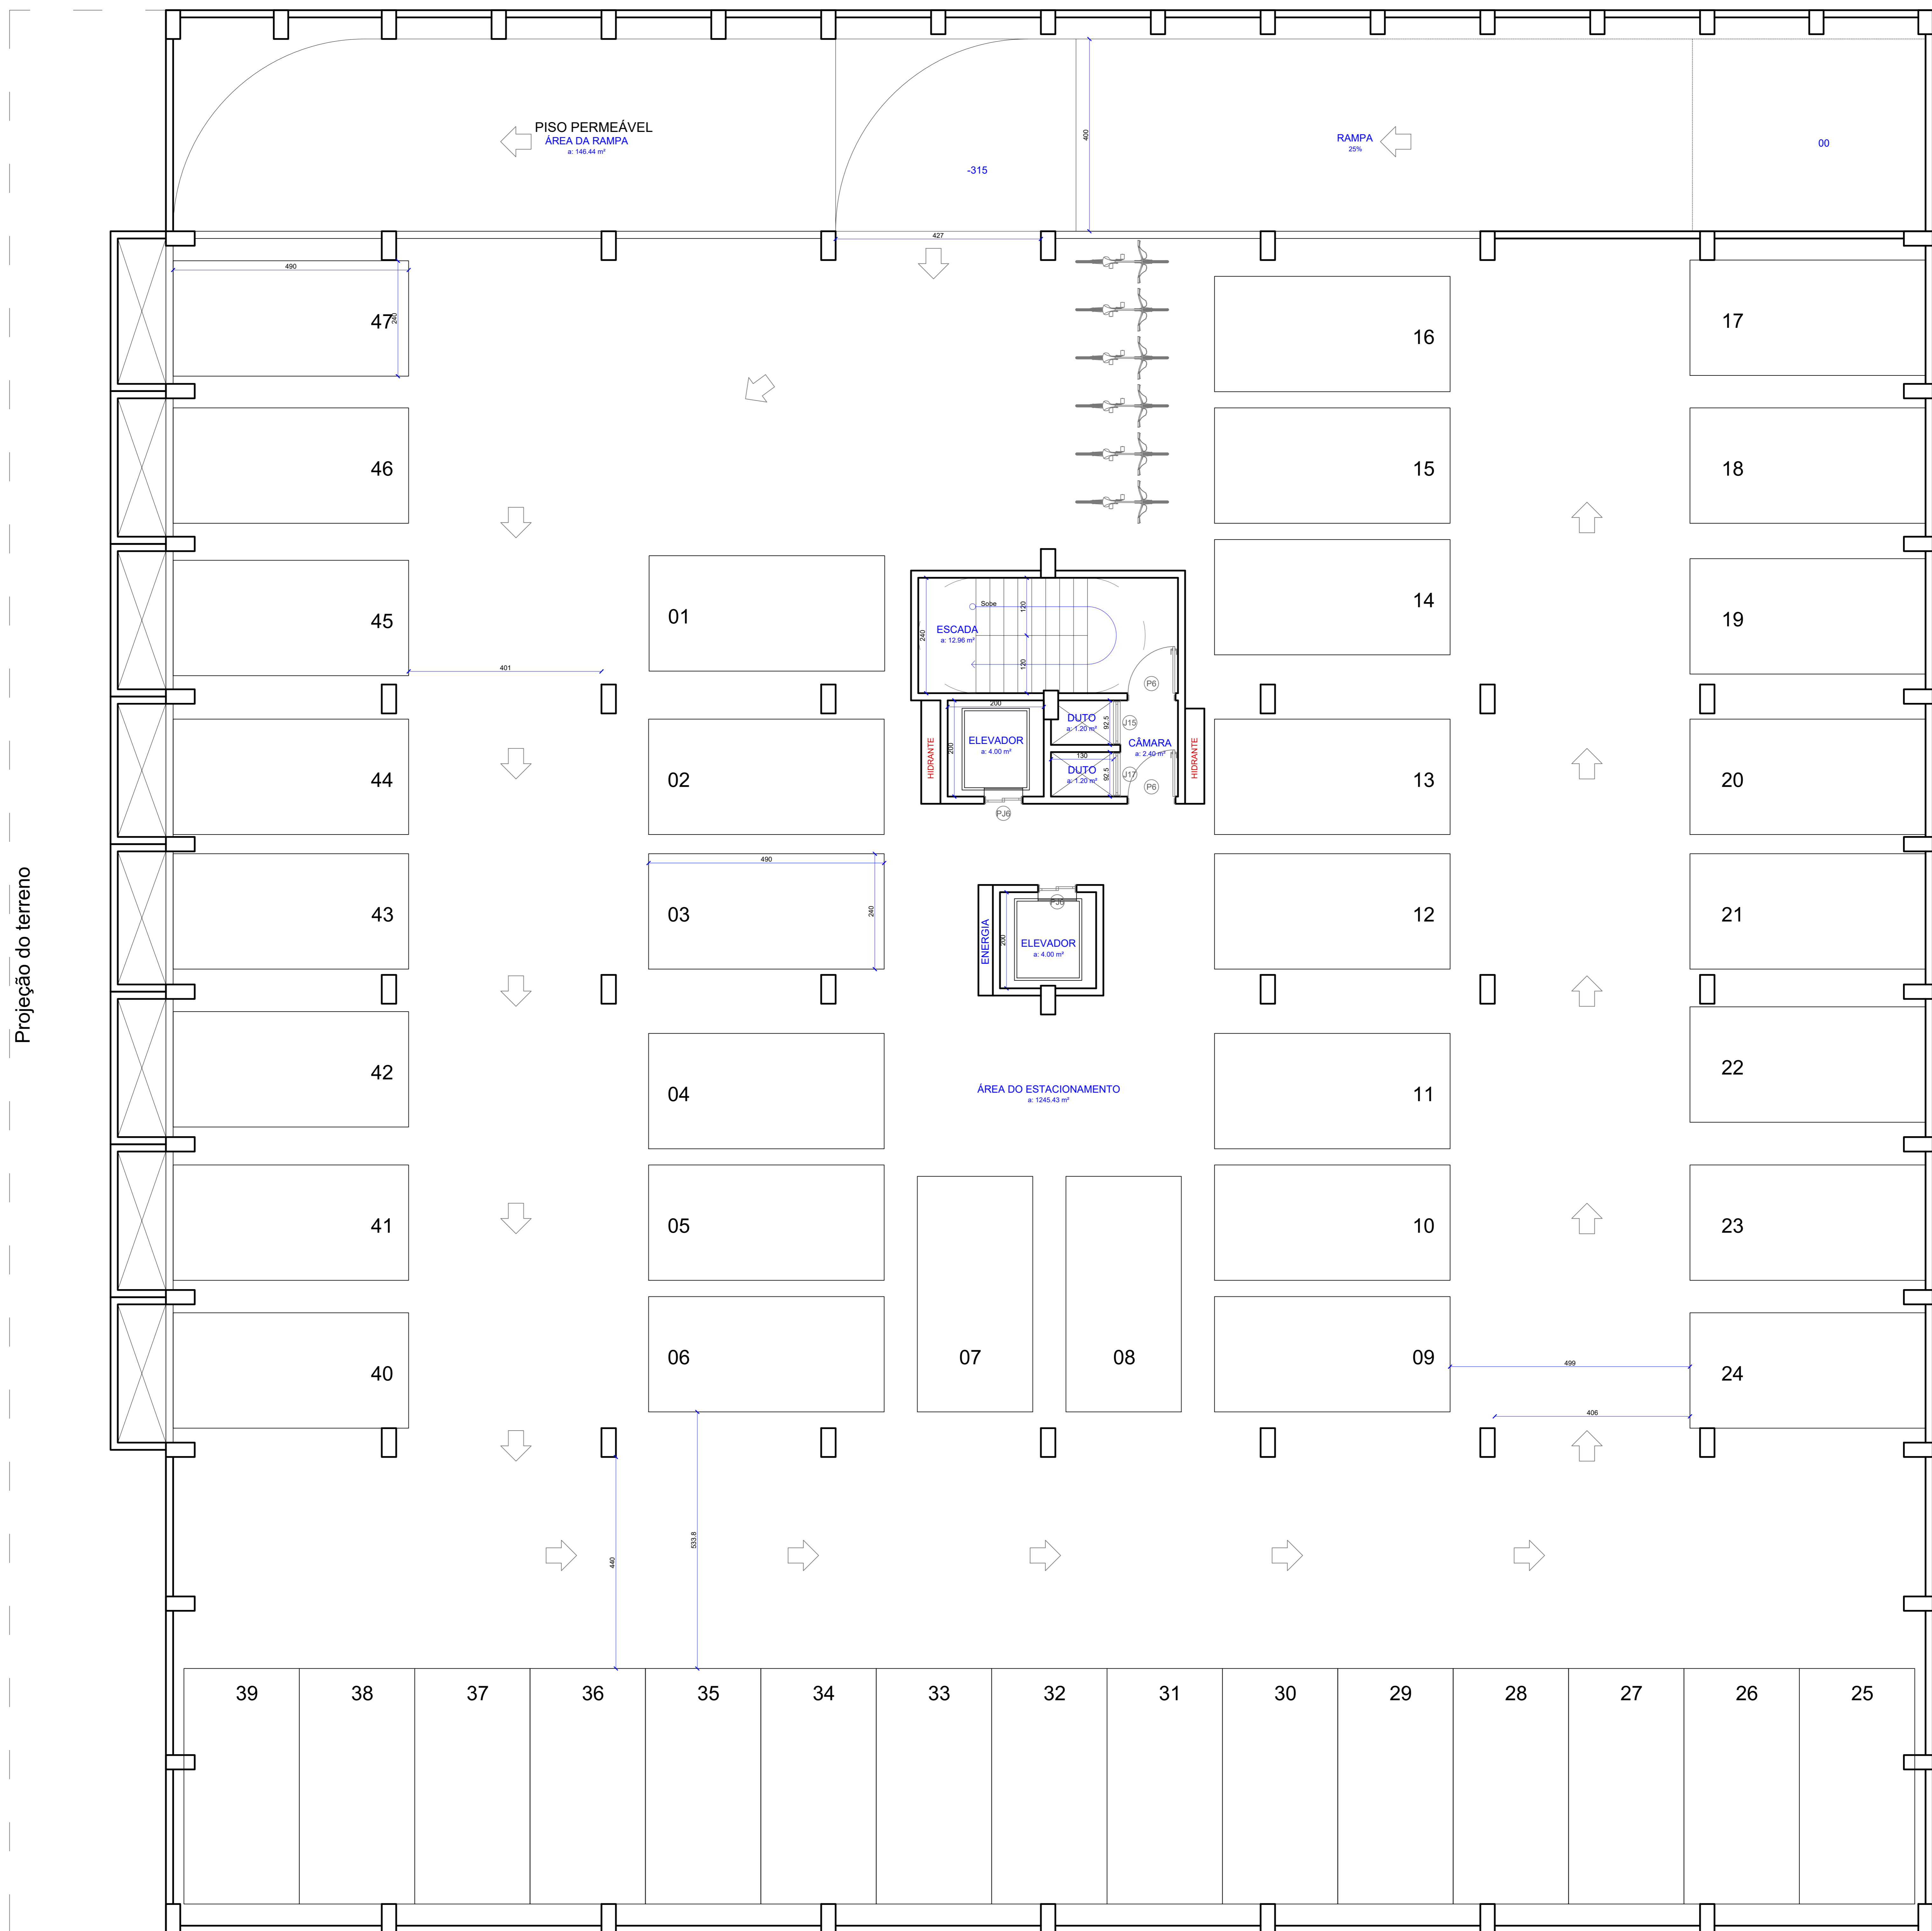 PISO PERMEÁVEL
ÁREA DA RAMPA
a: 146.44 m²
400
RAMPA
25%
00
-315
427
490
47
240
16
17
46
15
18
45
01
401
Sobe
120
240
ESCADA
a: 12.96 m²
120
P6
14
19
44
02
HIDRANTE
200
200
ELEVADOR
a: 4.00 m²
DUTO
a: 1.20 m²
92.5
J15
CÂMARA
a: 2.40 m²
130
DUTO
a: 1.20 m²
92.5
J17
P6
PJ6
HIDRANTE
13
20
43
490
03
240
ENERGIA
200
PJ6
ELEVADOR
a: 4.00 m²
12
21
Projeção do terreno
42
04
ÁREA DO ESTACIONAMENTO
a: 1245.43 m²
11
22
41
05
10
23
40
06
07
08
09
499
24
406
440
533.8
39
38
37
36
35
34
33
32
31
30
29
28
27
26
25